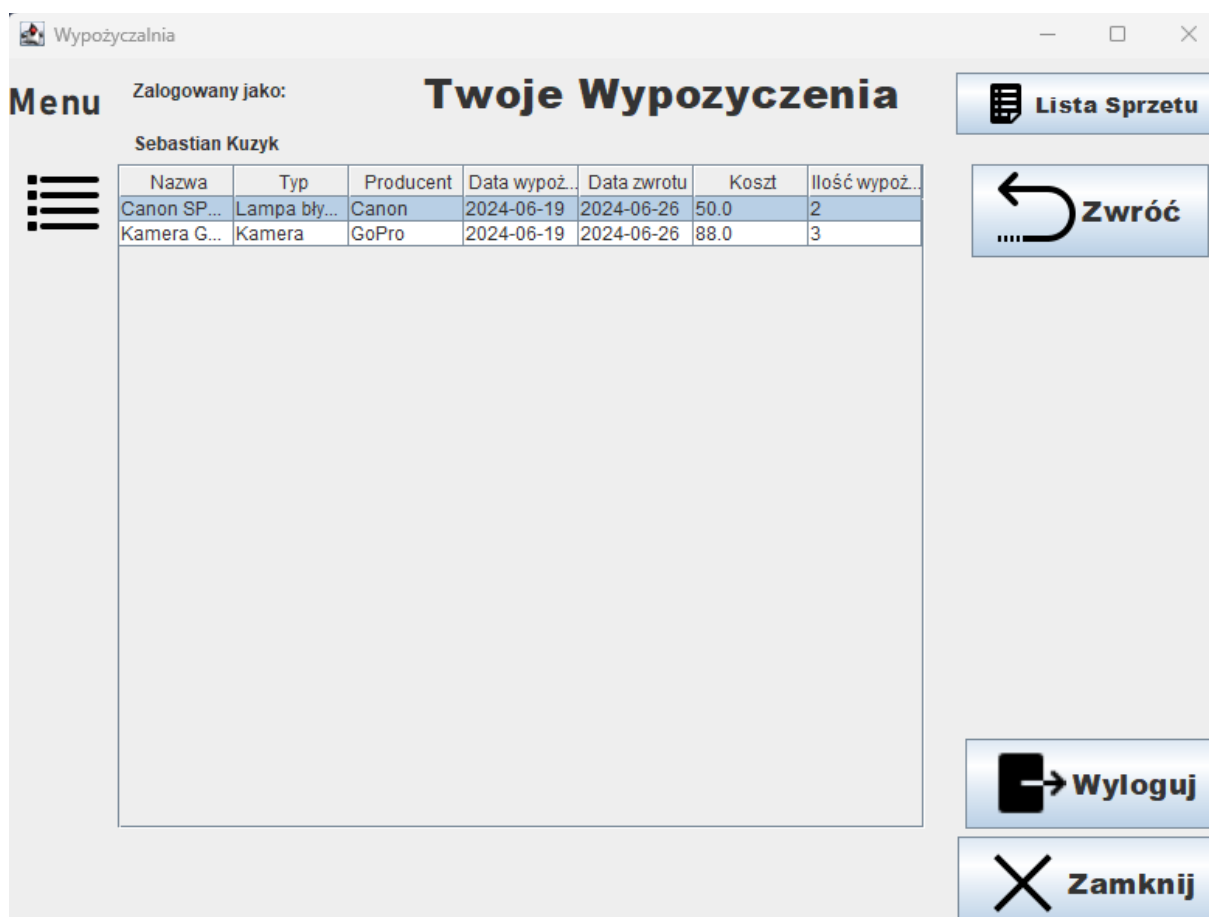 Wypożyczalnia
Menu
Zalogowany jako:
Twoje Wypozyczenia
Lista Sprzetu
Sebastian Kuzyk
Nazwa Typ Producent Data wypoż... Data zwrotu Koszt Ilość wypoż...
Canon SP... Lampa bły... Canon 2024-06-19 2024-06-26 50.0 2
Kamera G... Kamera GoPro 2024-06-19 2024-06-26 88.0 3
Zwróć
Wyloguj
Zamknij